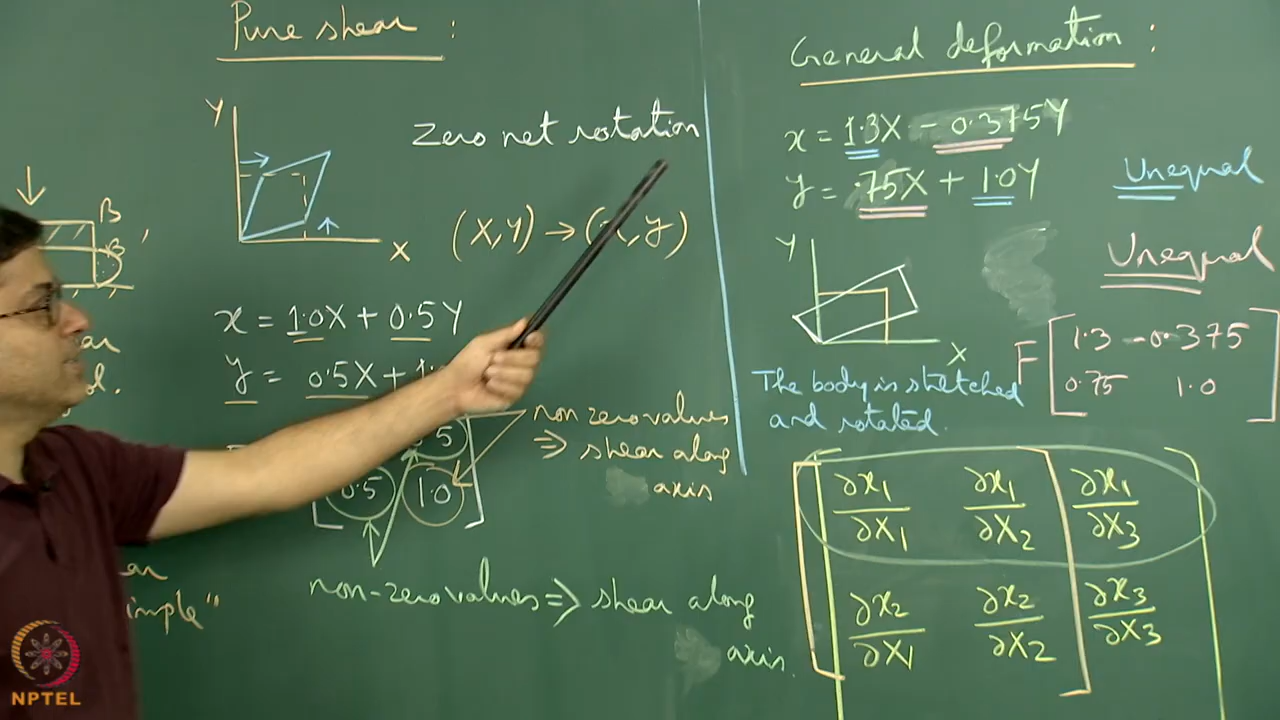 Pure shear :
Y
X
Zero net rotation
(X,Y) → (x,y)
x = 1.0X + 0.5Y
y = 0.5X +
5
0.5 1.0
non zero values
⇒ shear along
axis
non-zero values ⇒ shear along
axis.
B
B'
imple"
General deformation :
x = 1.3X - 0.375Y
y = .75X + 1.0Y
Unequal
Unequal
Y
X
The body is stretched
and rotated.
F [ 1.3 -0.375
0.75 1.0 ]
∂x1/∂X1 ∂x1/∂X2 ∂x1/∂X3
∂x2/∂X1 ∂x2/∂X2 ∂x3/∂X3
NPTEL